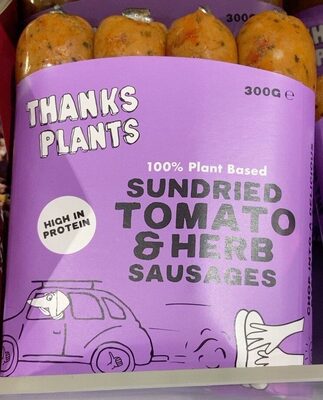 300G e
THANKS
PLANTS
100% Plant Based
SUNDRIED
TOMATO
& HERB
SAUSAGES
HIGH IN
PROTEIN